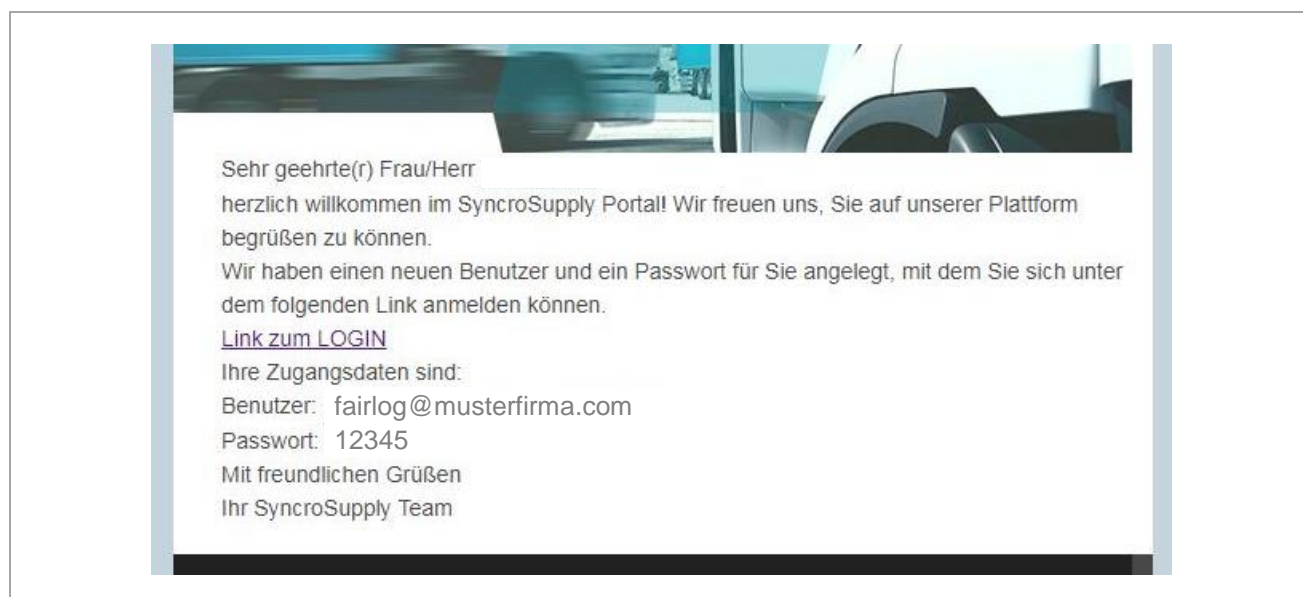 Sehr geehrte(r) Frau/Herr
herzlich willkommen im SyncroSupply Portal! Wir freuen uns, Sie auf unserer Plattform
begrüßen zu können.
Wir haben einen neuen Benutzer und ein Passwort für Sie angelegt, mit dem Sie sich unter
dem folgenden Link anmelden können.
Link zum LOGIN
Ihre Zugangsdaten sind:
Benutzer: fairlog@musterfirma.com
Passwort: 12345
Mit freundlichen Grüßen
Ihr SyncroSupply Team